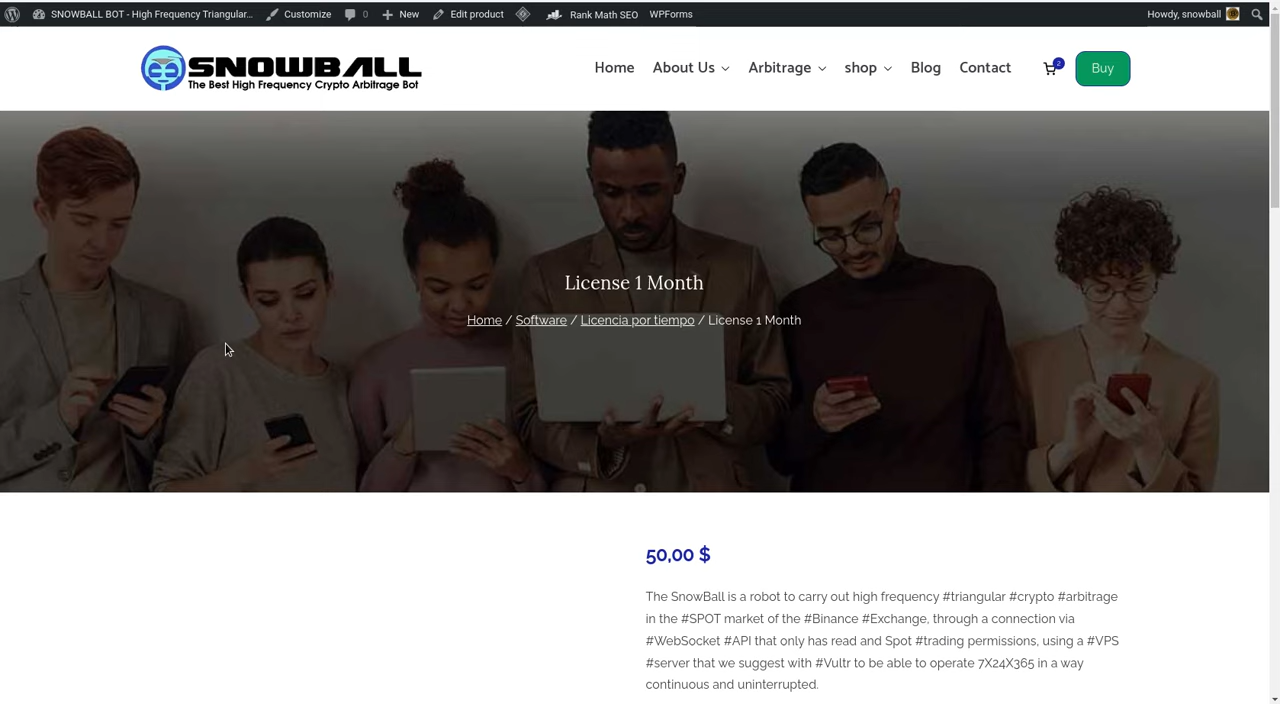 SNOWBALL BOT - High Frequency Triangular... Customize 0 New Edit product Rank Math SEO WPForms Howdy, snowball
SNOWBALL
The Best High Frequency Crypto Arbitrage Bot
Home About Us Arbitrage shop Blog Contact 2 Buy
License 1 Month
Home / Software / Licencia por tiempo / License 1 Month
50,00 $
The SnowBall is a robot to carry out high frequency #triangular #crypto #arbitrage
in the #SPOT market of the #Binance #Exchange, through a connection via
#WebSocket #API that only has read and Spot #trading permissions, using a #VPS
#server that we suggest with #Vultr to be able to operate 7X24X365 in a way
continuous and uninterrupted.